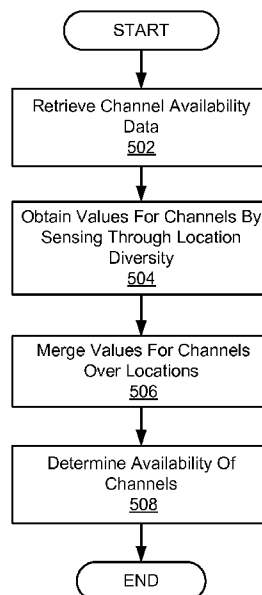 START
Retrieve Channel Availability
Data
502
Obtain Values For Channels By
Sensing Through Location
Diversity
504
Merge Values For Channels
Over Locations
506
Determine Availability Of
Channels
508
END